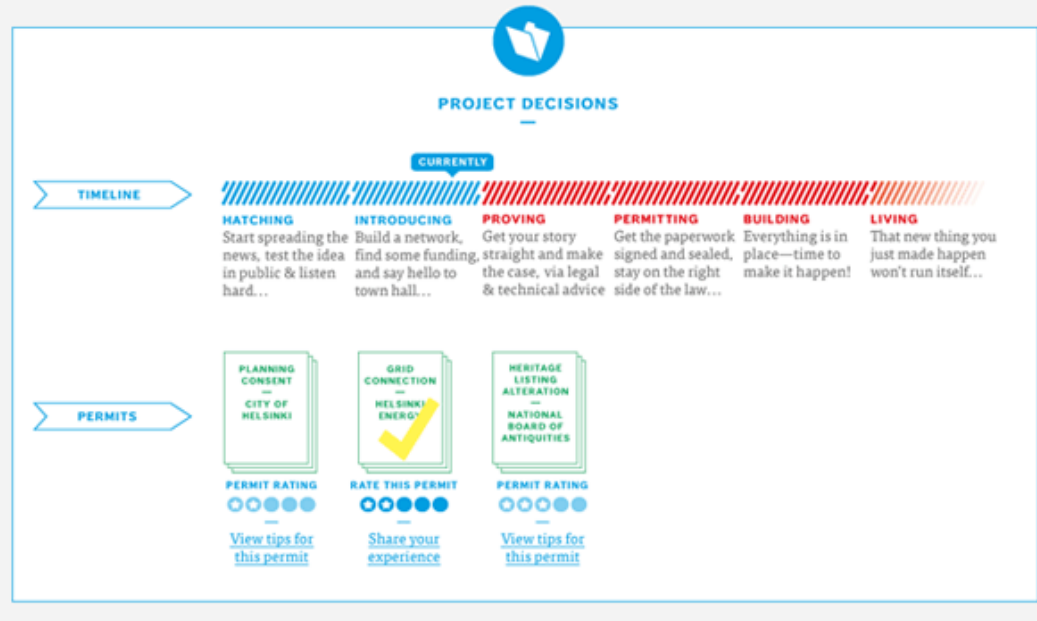 PROJECT DECISIONS
CURRENTLY
TIMELINE
HATCHING
Start spreading the
news, test the idea
in public & listen
hard...
INTRODUCING
Build a network,
find some funding,
and say hello to
town hall...
PROVING
Get your story
straight and make
the case, via legal
& technical advice
PERMITTING
Get the paperwork
signed and sealed,
stay on the right
side of the law...
BUILDING
Everything is in
place—time to
make it happen!
LIVING
That new thing you
just made happen
won't run itself...
PERMITS
PLANNING
CONSENT
—
CITY OF
HELSINKI
PERMIT RATING
View tips for
this permit
GRID
CONNECTION
—
HELSINKI
ENERGY
RATE THIS PERMIT
Share your
experience
HERITAGE
LISTING
ALTERATION
—
NATIONAL
BOARD OF
ANTIQUITIES
PERMIT RATING
View tips for
this permit